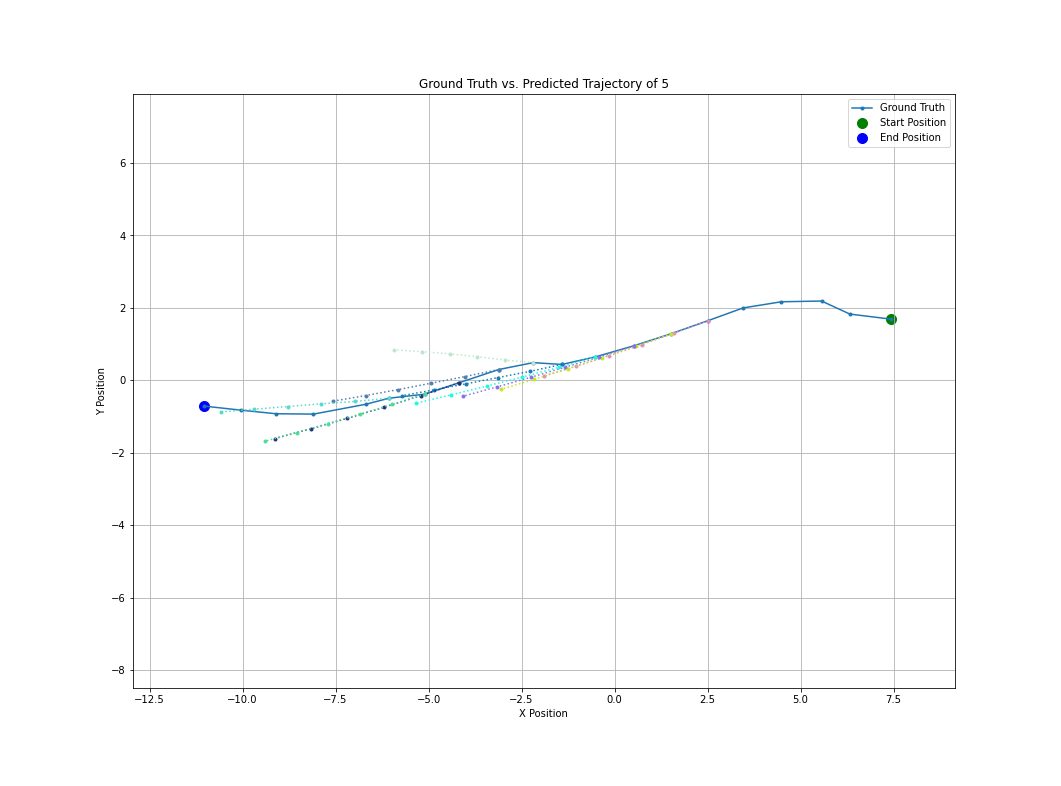 Ground Truth vs. Predicted Trajectory of 5
Ground Truth
Start Position
End Position
Y Position
6
4
2
0
−2
−4
−6
−8
−12.5 −10.0 −7.5 −5.0 −2.5 0.0 2.5 5.0 7.5
X Position